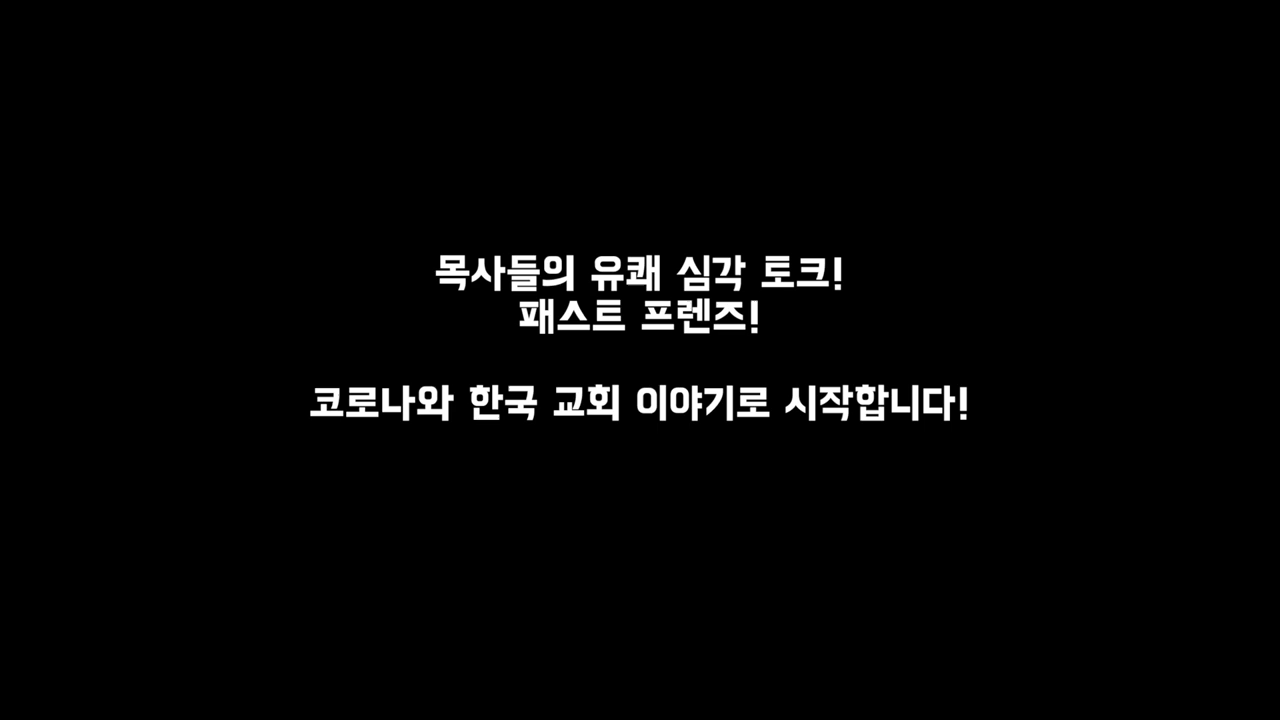 목사들의 유쾌 심각 토크!
패스트 프렌즈!
코로나와 한국 교회 이야기로 시작합니다!